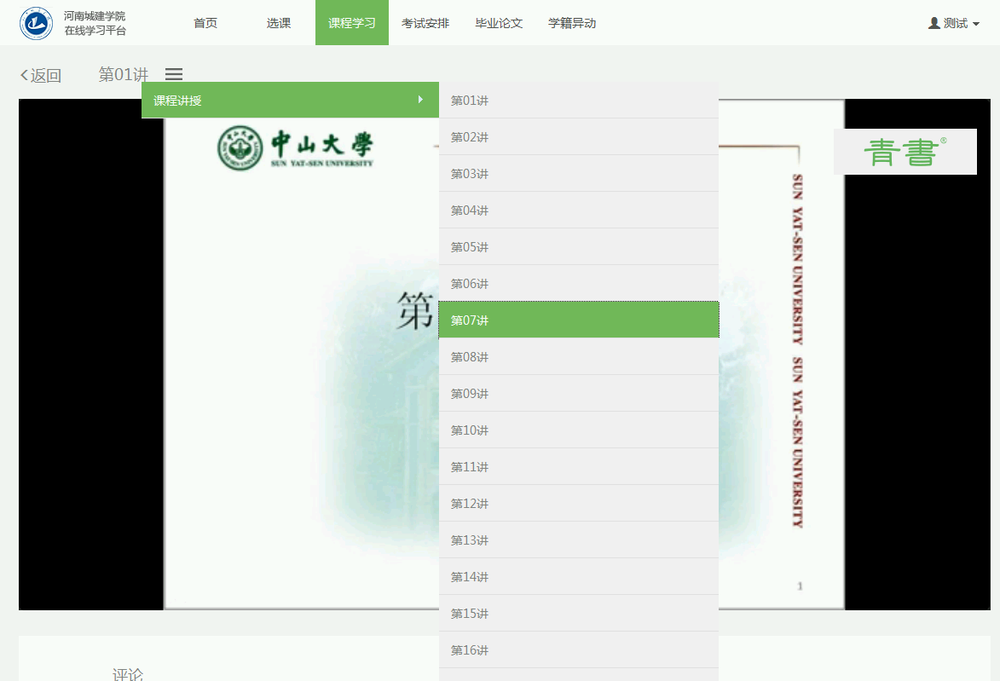 河南城建学院
在线学习平台
首页
选课
课程学习
考试安排
毕业论文
学籍异动
测试
返回
第01讲
课程讲授
第01讲
第02讲
第03讲
第04讲
第05讲
第06讲
第07讲
第08讲
第09讲
第10讲
第11讲
第12讲
第13讲
第14讲
第15讲
第16讲
中山大學
SUN YAT-SEN UNIVERSITY
第
青書®
SUN YAT-SEN UNIVERSITY SUN YAT-SEN UNIVERSITY
1
评论